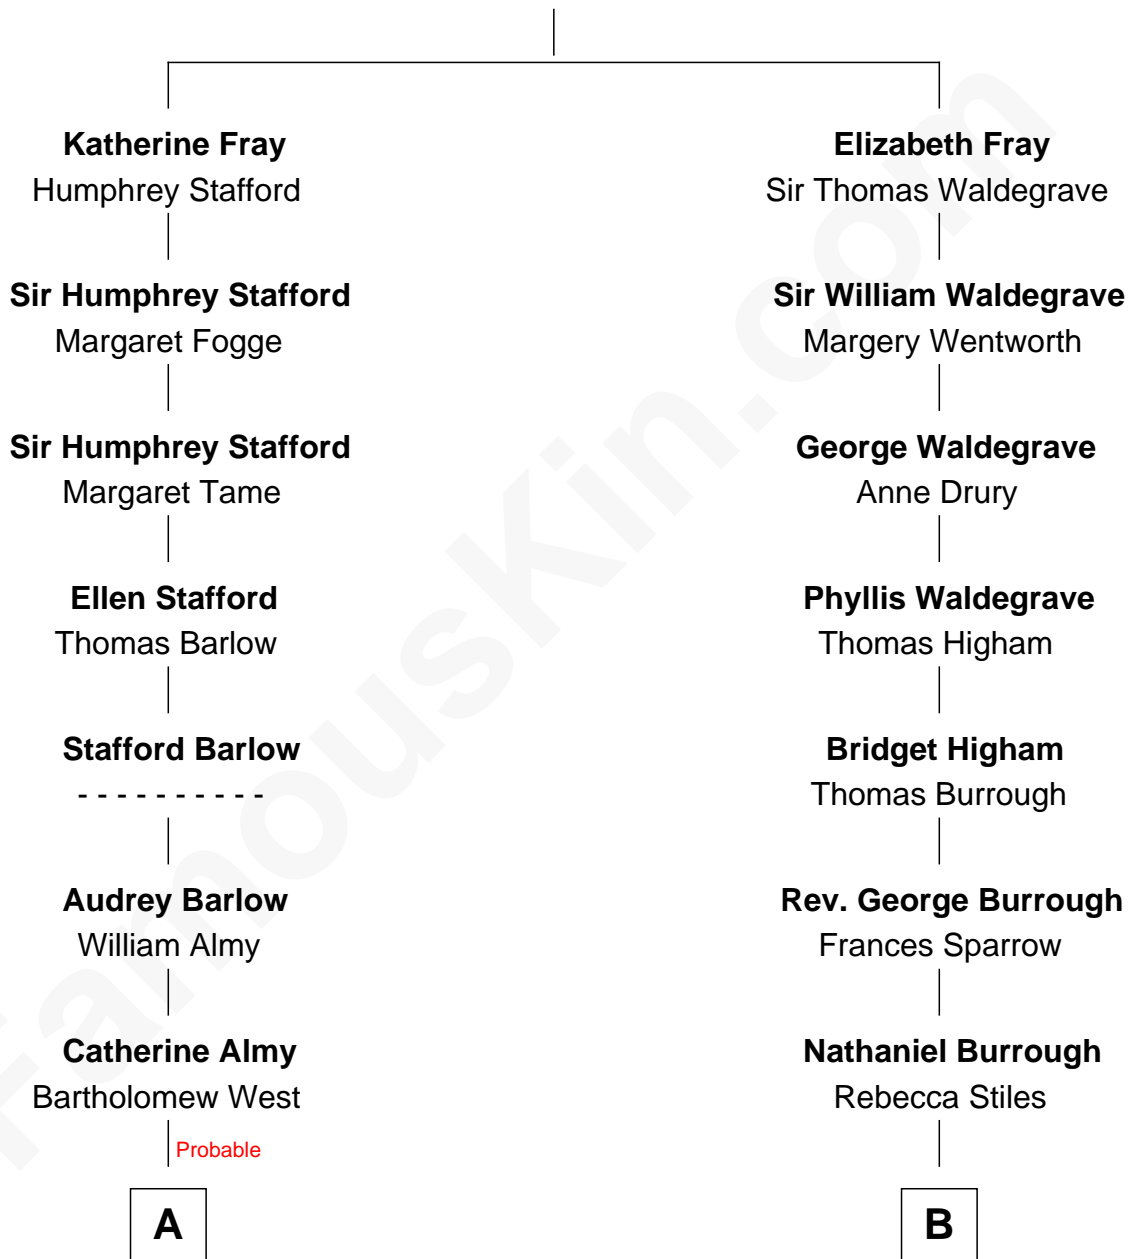 Katherine Fray
Humphrey Stafford
Elizabeth Fray
Sir Thomas Waldegrave
Sir Humphrey Stafford
Margaret Fogge
Sir William Waldegrave
Margery Wentworth
Sir Humphrey Stafford
Margaret Tame
George Waldegrave
Anne Drury
Ellen Stafford
Thomas Barlow
Phyllis Waldegrave
Thomas Higham
Stafford Barlow
- - - - - - - - - -
Bridget Higham
Thomas Burrough
Audrey Barlow
William Almy
Rev. George Burrough
Frances Sparrow
Catherine Almy
Bartholomew West
Nathaniel Burrough
Rebecca Stiles
Probable
A
B
FamousKin.com